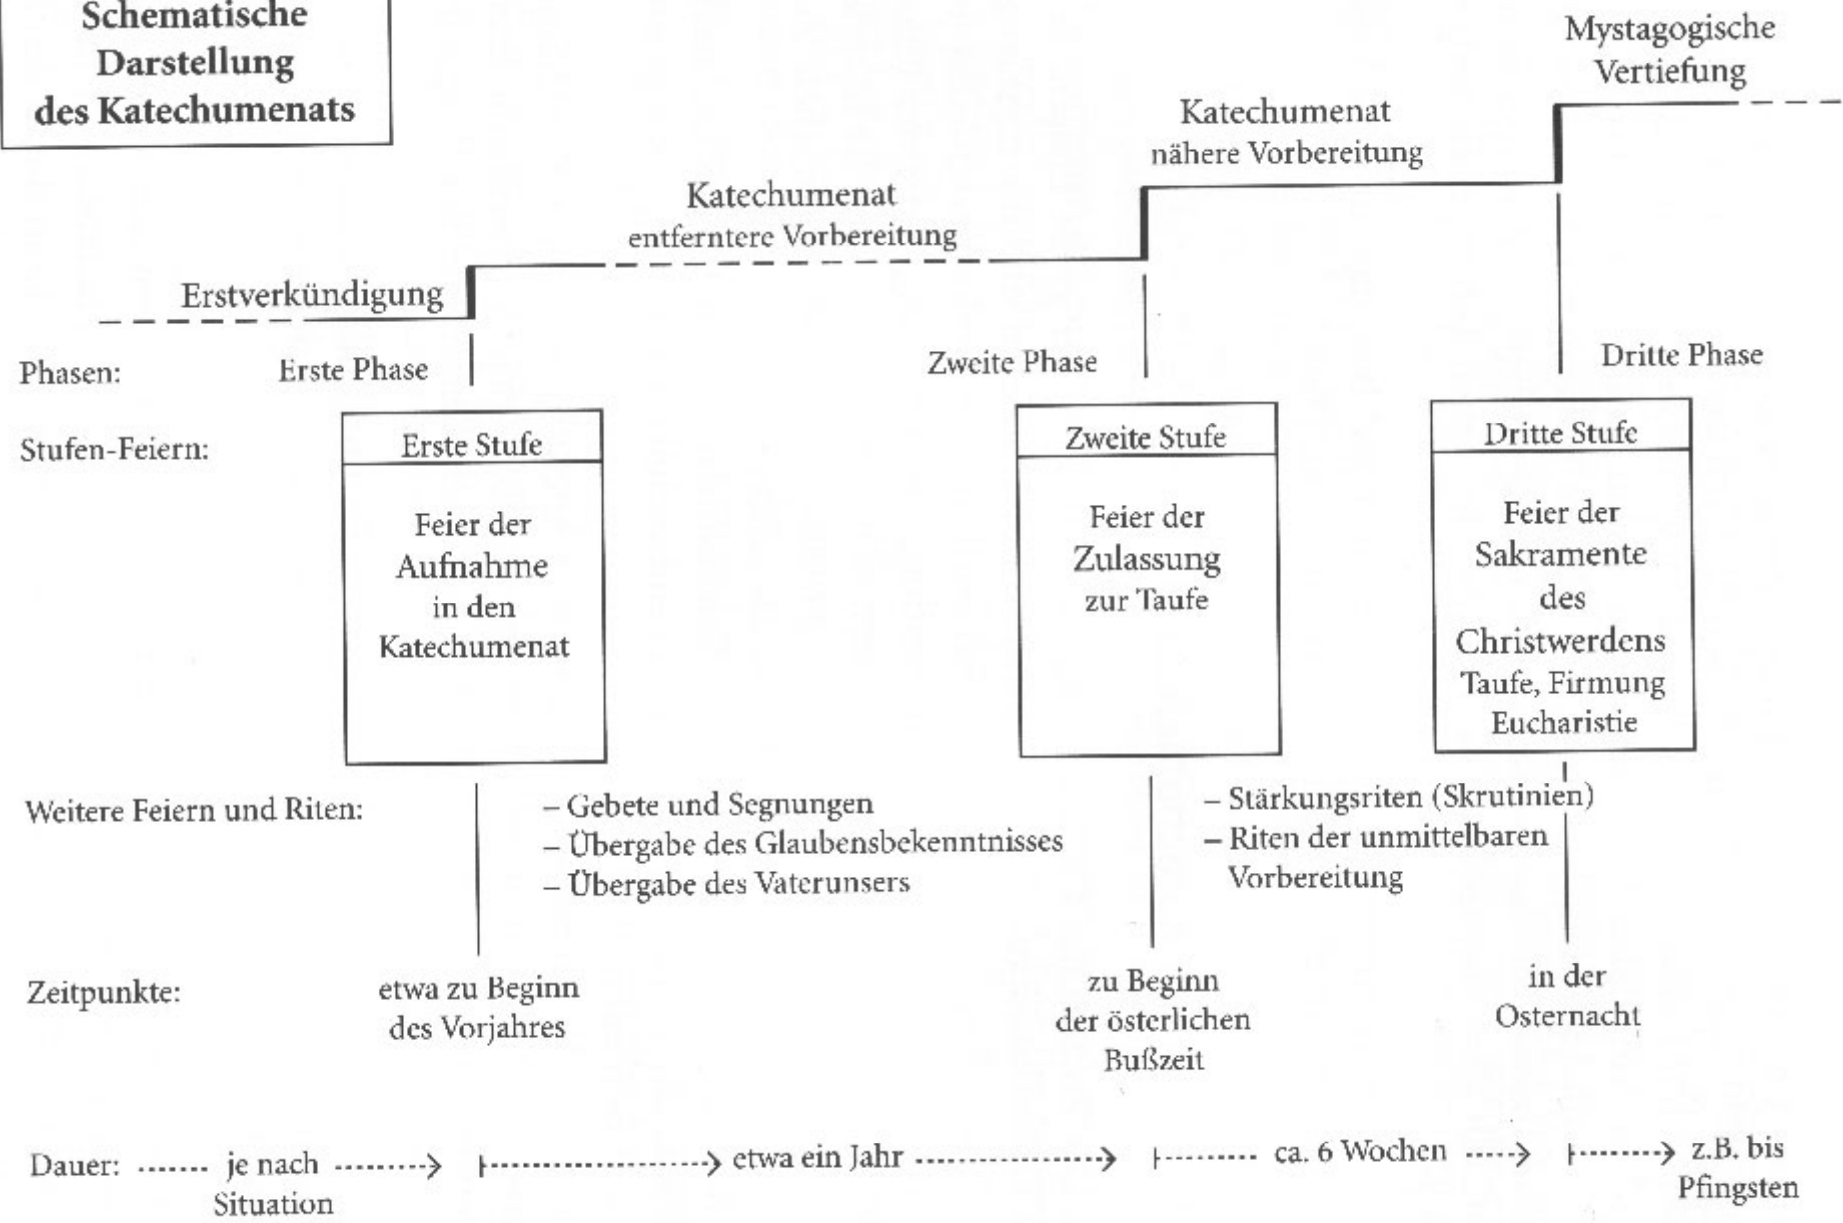 Schematische
Darstellung
des Katechumenats
Mystagogische
Vertiefung
Katechumenat
nähere Vorbereitung
Katechumenat
entferntere Vorbereitung
Erstverkündigung
Phasen:
Erste Phase
Zweite Phase
Dritte Phase
Stufen-Feiern:
Erste Stufe
Feier der
Aufnahme
in den
Katechumenat
Zweite Stufe
Feier der
Zulassung
zur Taufe
Dritte Stufe
Feier der
Sakramente
des
Christwerdens
Taufe, Firmung
Eucharistie
Weitere Feiern und Riten:
– Gebete und Segnungen
– Übergabe des Glaubensbekenntnisses
– Übergabe des Vaterunsers
– Stärkungsriten (Skrutinien)
– Riten der unmittelbaren
Vorbereitung
Zeitpunkte:
etwa zu Beginn
des Vorjahres
zu Beginn
der österlichen
Bußzeit
in der
Osternacht
Dauer:
je nach
Situation
etwa ein Jahr
ca. 6 Wochen
z.B. bis
Pfingsten